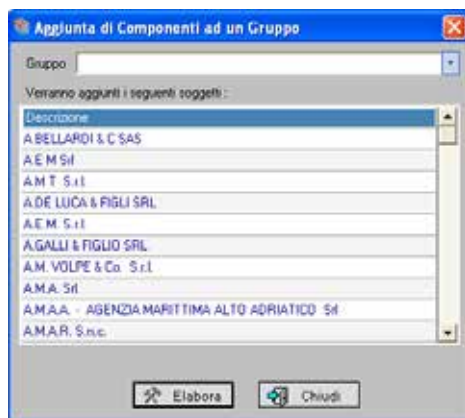 Aggiunta di Componenti ad un Gruppo
Gruppo
Verranno aggiunti i seguenti soggetti :
Descrizione
A.BELLARDI & C SAS
A.E M Srl
A.M T. S.r.l.
A.DE LUCA & FIGLI SRL
A.E.M. S.r.l.
A.GALLI & FIGLIO SRL
A.M. VOLPE & Co. S.r.l.
A.M.A. Srl
A.M.A.A. - AGENZIA MARITTIMA ALTO ADRIATICO Srl
A.M.A.R. S.n.c.
Elabora Chiudi